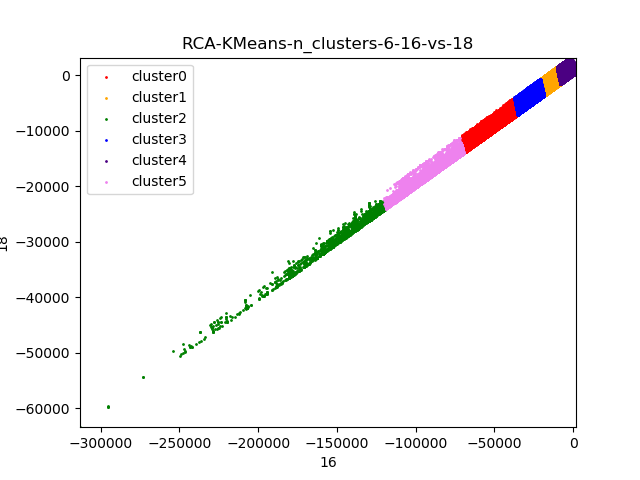 RCA-KMeans-n_clusters-6-16-vs-18
cluster0
cluster1
cluster2
cluster3
cluster4
cluster5
0
−10000
−20000
−30000
−40000
−50000
−60000
18
−300000 −250000 −200000 −150000 −100000 −50000 0
16